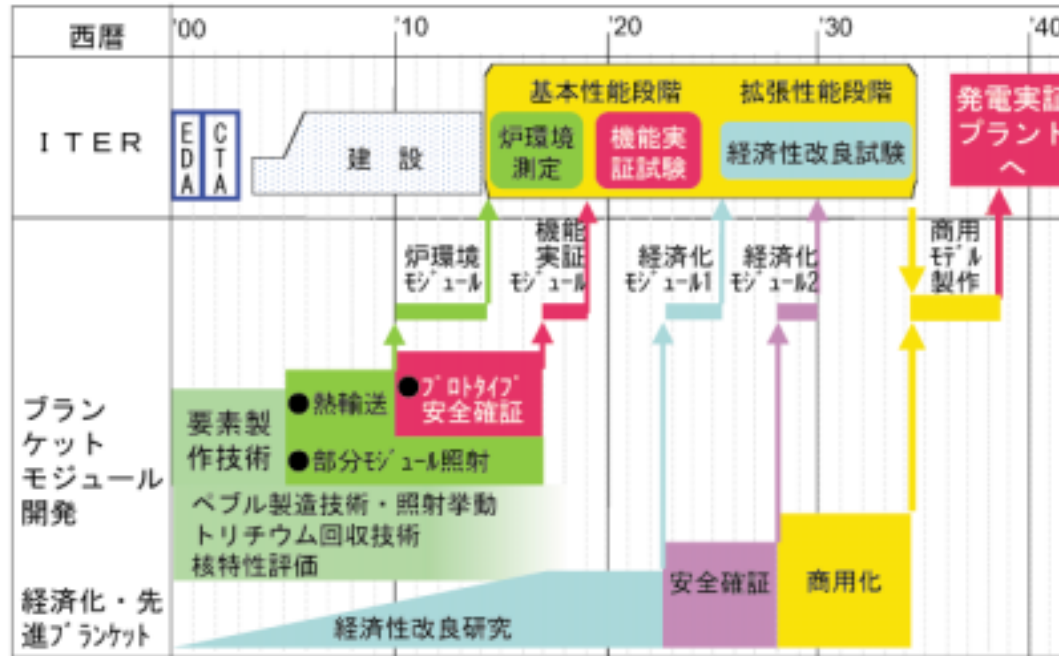 西暦 '00 '10 '20 '30 '40
ITER
EDA
CTA
建 設
基本性能段階
炉環境
測定
機能実
証試験
拡張性能段階
経済性改良試験
発電実証
プラント
へ
炉環境
ﾓｼﾞｭｰﾙ
機能
実証
ﾓｼﾞｭｰﾙ
経済化
ﾓｼﾞｭｰﾙ1
経済化
ﾓｼﾞｭｰﾙ2
商用
ﾓﾃﾞﾙ
製作
ブラン
ケット
モジュール
開発
要素製
作技術
●熱輸送
●ﾌﾟﾛﾄﾀｲﾌﾟ
安全確証
●部分ﾓｼﾞｭｰﾙ照射
ペブル製造技術・照射挙動
トリチウム回収技術
核特性評価
経済化・先
進ﾌﾞﾗﾝｹｯﾄ
経済性改良研究
安全確証
商用化